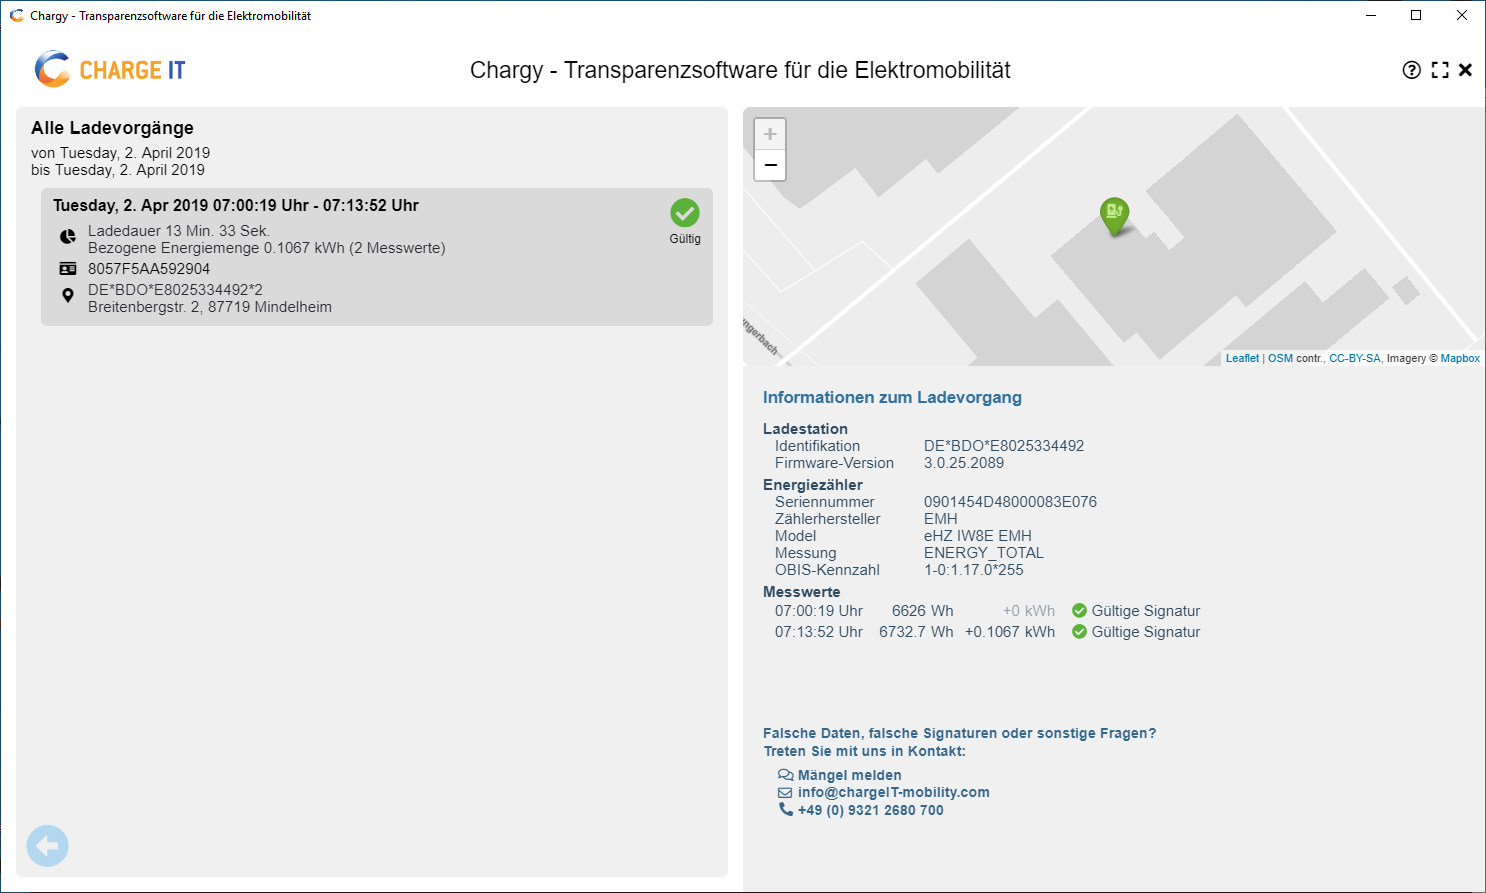 Chargy - Transparenzsoftware für die Elektromobilität
CHARGE IT
Chargy - Transparenzsoftware für die Elektromobilität
Alle Ladevorgänge
von Tuesday, 2. April 2019
bis Tuesday, 2. April 2019
Tuesday, 2. Apr 2019 07:00:19 Uhr - 07:13:52 Uhr
Ladedauer 13 Min. 33 Sek.
Bezogene Energiemenge 0.1067 kWh (2 Messwerte)
Gültig
8057F5AA592904
DE*BDO*E8025334492*2
Breitenbergstr. 2, 87719 Mindelheim
+
−
ngerbach
Leaflet | OSM contr., CC-BY-SA, Imagery © Mapbox
Informationen zum Ladevorgang
Ladestation
Identifikation DE*BDO*E8025334492
Firmware-Version 3.0.25.2089
Energiezähler
Seriennummer 0901454D48000083E076
Zählerhersteller EMH
Model eHZ IW8E EMH
Messung ENERGY_TOTAL
OBIS-Kennzahl 1-0:1.17.0*255
Messwerte
07:00:19 Uhr 6626 Wh +0 kWh Gültige Signatur
07:13:52 Uhr 6732.7 Wh +0.1067 kWh Gültige Signatur
Falsche Daten, falsche Signaturen oder sonstige Fragen?
Treten Sie mit uns in Kontakt:
Mängel melden
info@chargeIT-mobility.com
+49 (0) 9321 2680 700